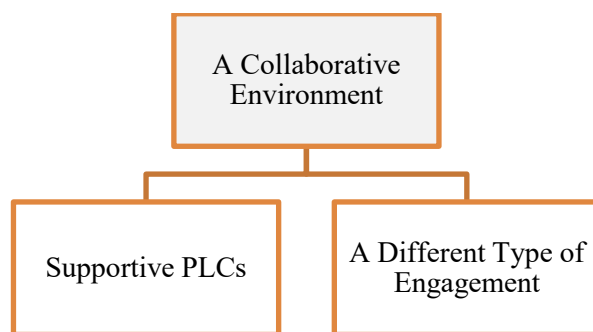 A Collaborative
Environment
Supportive PLCs
A Different Type of
Engagement